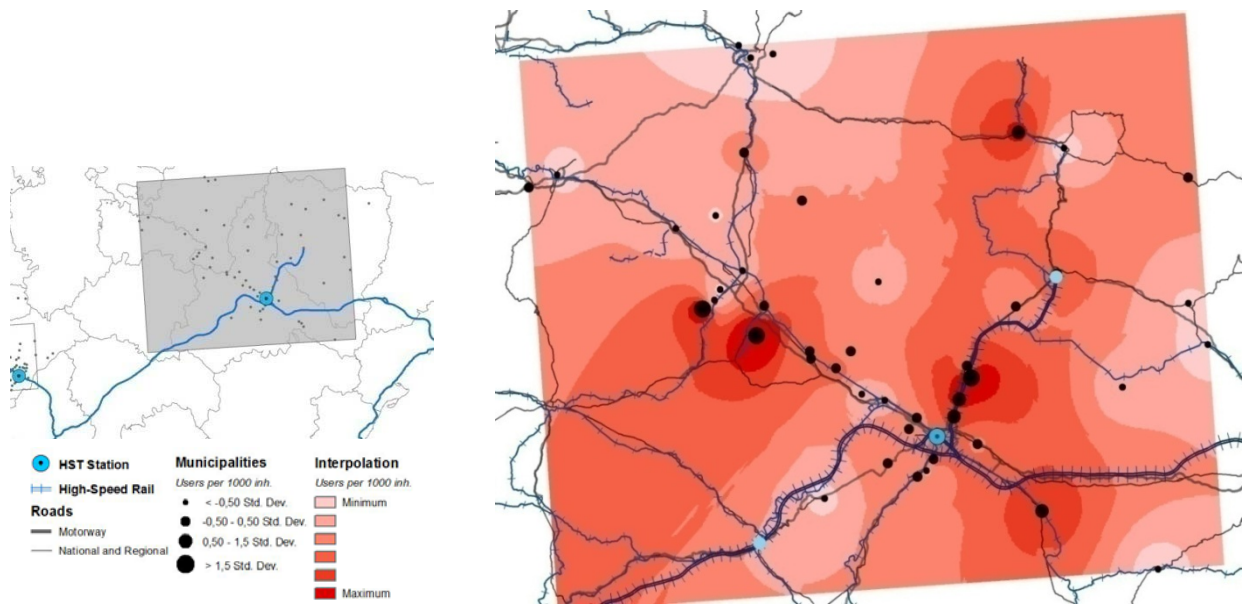 HST Station
High-Speed Rail
Roads
Motorway
National and Regional
Municipalities
Users per 1000 inh.
< -0,50 Std. Dev.
-0,50 - 0,50 Std. Dev.
0,50 - 1,5 Std. Dev.
> 1,5 Std. Dev.
Interpolation
Users per 1000 inh.
Minimum
Maximum